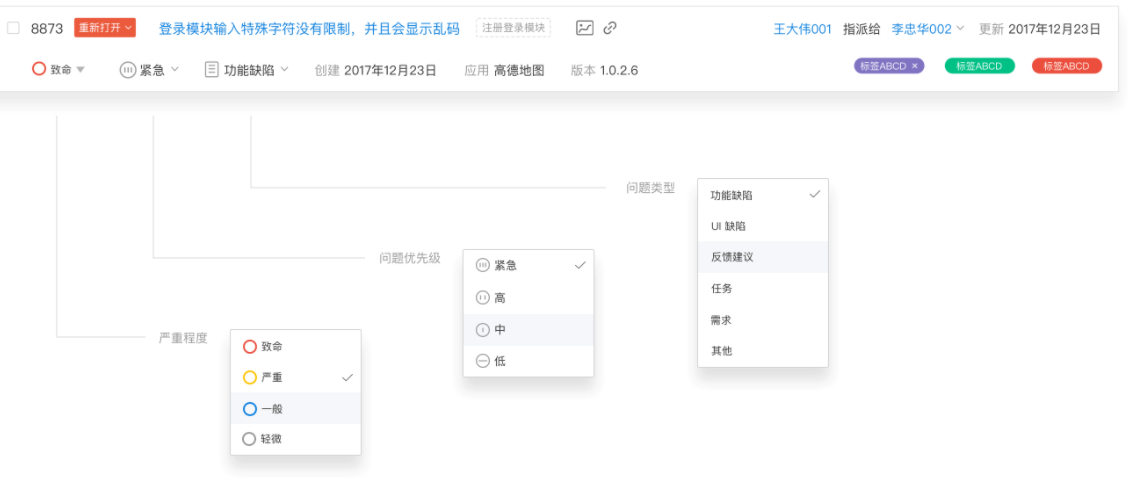 8873 重新打开 登录模块输入特殊字符没有限制，并且会显示乱码 注册登录模块 王大伟001 指派给 李忠华002 更新 2017年12月23日
致命 紧急 功能缺陷 创建 2017年12月23日 应用 高德地图 版本 1.0.2.6 标签ABCD × 标签ABCD 标签ABCD
问题类型
功能缺陷
UI 缺陷
反馈建议
任务
需求
其他
问题优先级
紧急
高
中
低
严重程度
致命
严重
一般
轻微